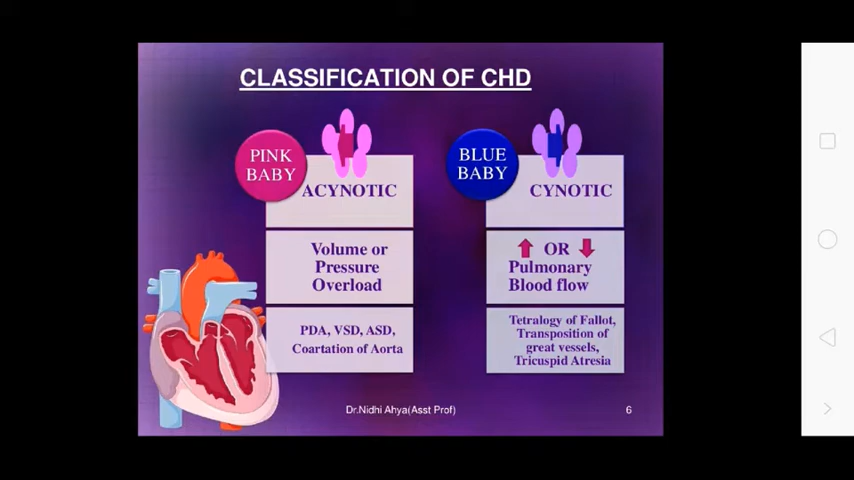 CLASSIFICATION OF CHD
PINK
BABY
ACYNOTIC
Volume or
Pressure
Overload
PDA, VSD, ASD,
Coartation of Aorta
BLUE
BABY
CYNOTIC
OR
Pulmonary
Blood flow
Tetralogy of Fallot,
Transposition of
great vessels,
Tricuspid Atresia
Dr.Nidhi Ahya(Asst Prof)
6